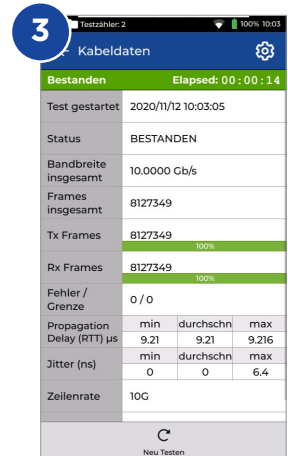 3
Testzähler: 2
100% 10:03
Kabeldaten
Bestanden Elapsed: 00:00:14
Test gestartet 2020/11/12 10:03:05
Status BESTANDEN
Bandbreite
insgesamt 10.0000 Gb/s
Frames
insgesamt 8127349
Tx Frames 8127349
100%
Rx Frames 8127349
100%
Fehler /
Grenze 0 / 0
Propagation
Delay (RTT) µs
min durchschn max
9.21 9.21 9.216
Jitter (ns)
min durchschn max
0 0 6.4
Zeilenrate 10G
Neu Testen